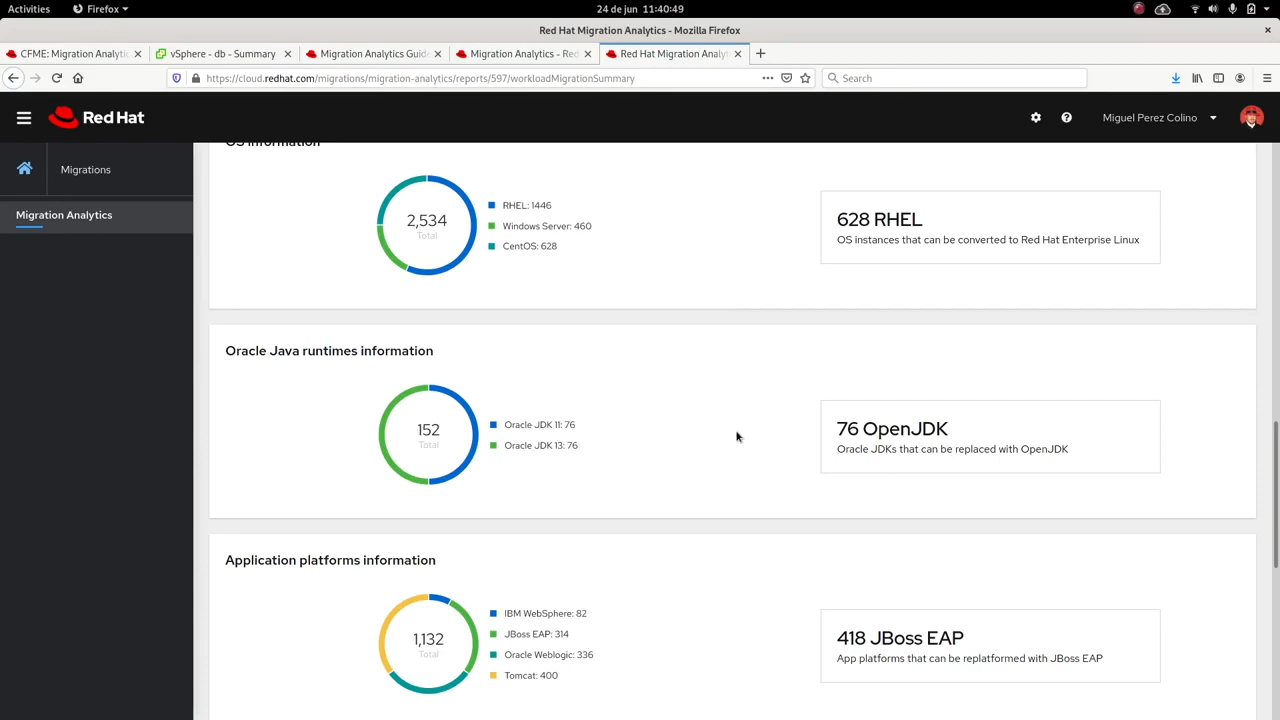 Activities
Firefox
24 de jun 11:40:49
Red Hat Migration Analytics - Mozilla Firefox
CFME: Migration Analytic
vSphere - db - Summary
Migration Analytics Guid
Migration Analytics - Red
Red Hat Migration Analyt
https://cloud.redhat.com/migrations/migration-analytics/reports/597/workloadMigrationSummary
Search
Red Hat
Miguel Perez Colino
Migrations
Migration Analytics
OS information
2,534
Total
RHEL: 1446
Windows Server: 460
CentOS: 628
628 RHEL
OS instances that can be converted to Red Hat Enterprise Linux
Oracle Java runtimes information
152
Total
Oracle JDK 11: 76
Oracle JDK 13: 76
76 OpenJDK
Oracle JDKs that can be replaced with OpenJDK
Application platforms information
1,132
Total
IBM WebSphere: 82
JBoss EAP: 314
Oracle Weblogic: 336
Tomcat: 400
418 JBoss EAP
App platforms that can be replatformed with JBoss EAP